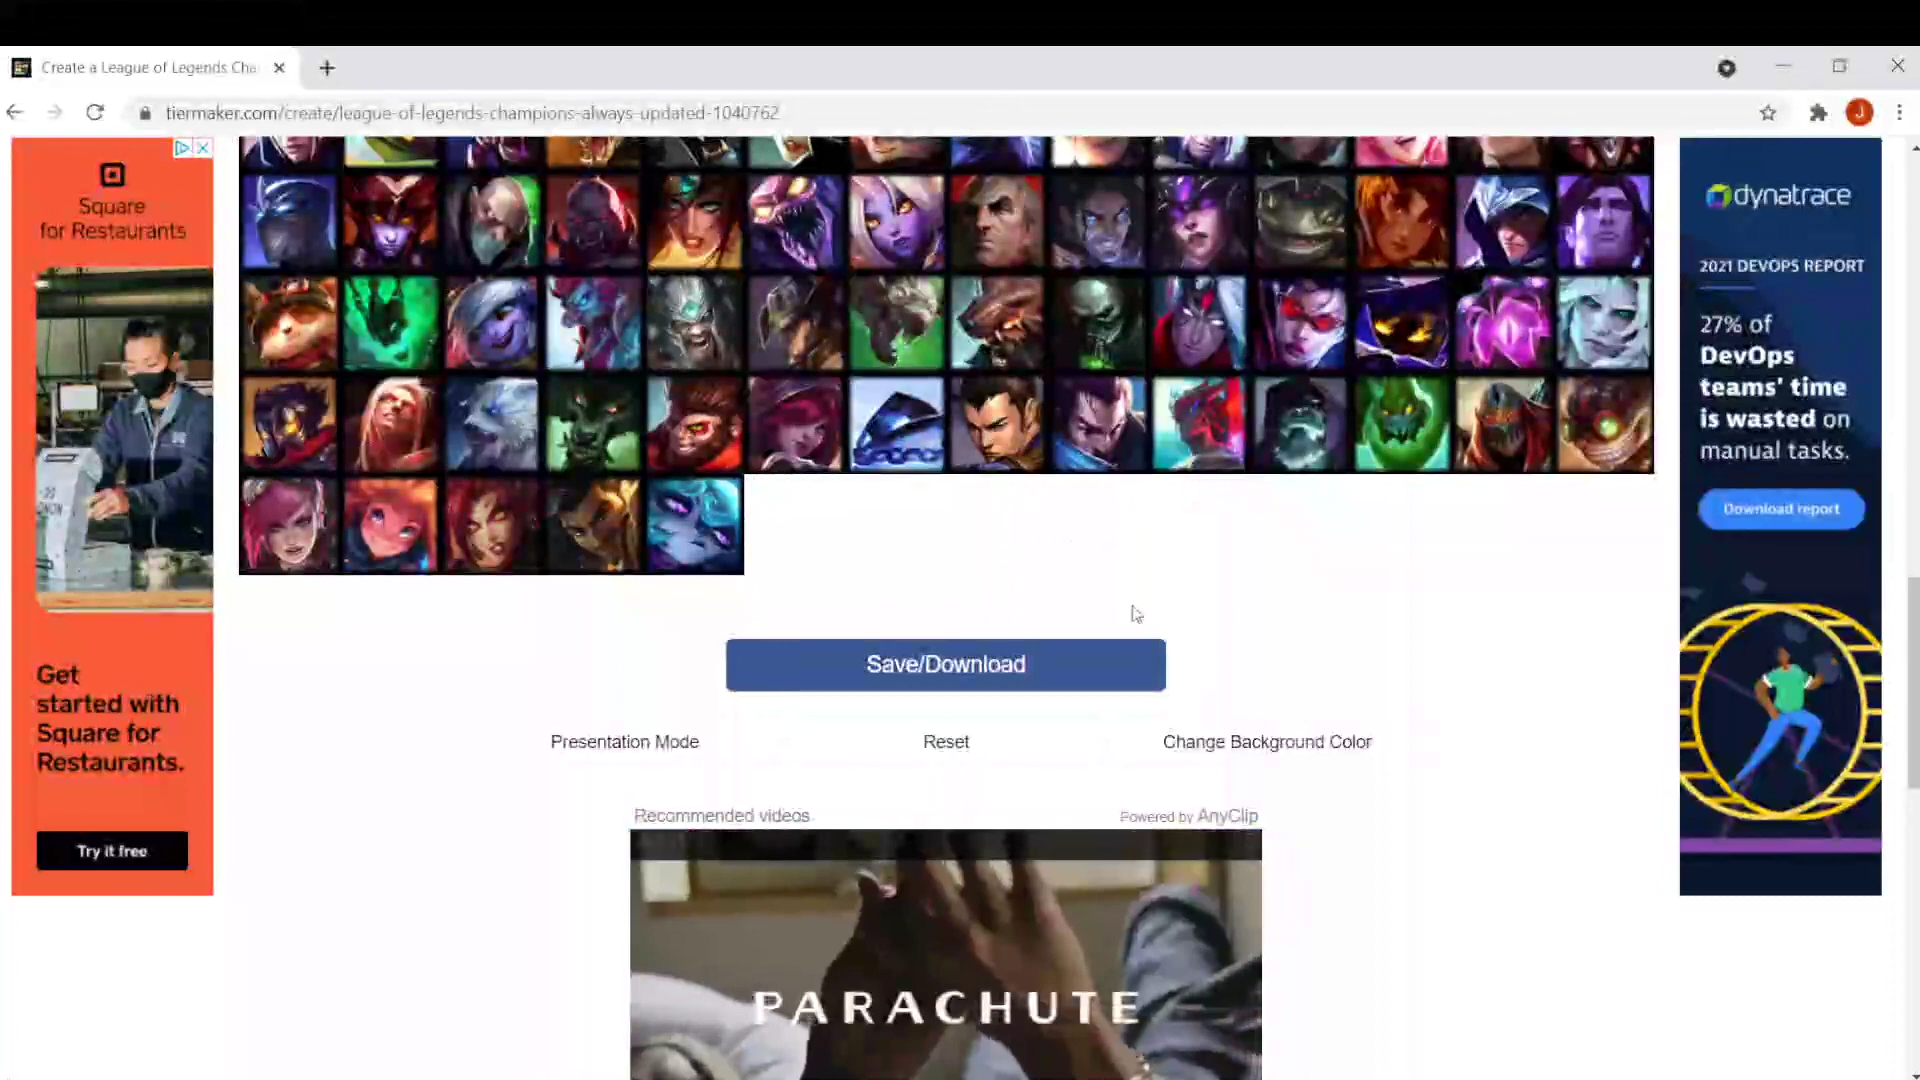 Create a League of Legends Cha
tiermaker.com/create/league-of-legends-champions-always-updated-1040762
J
Square
for Restaurants
Get
started with
Square for
Restaurants.
Try it free
dynatrace
2021 DEVOPS REPORT
27% of
DevOps
teams' time
is wasted on
manual tasks.
Download report
Save/Download
Presentation Mode
Reset
Change Background Color
Recommended videos
Powered by AnyClip
PARACHUTE